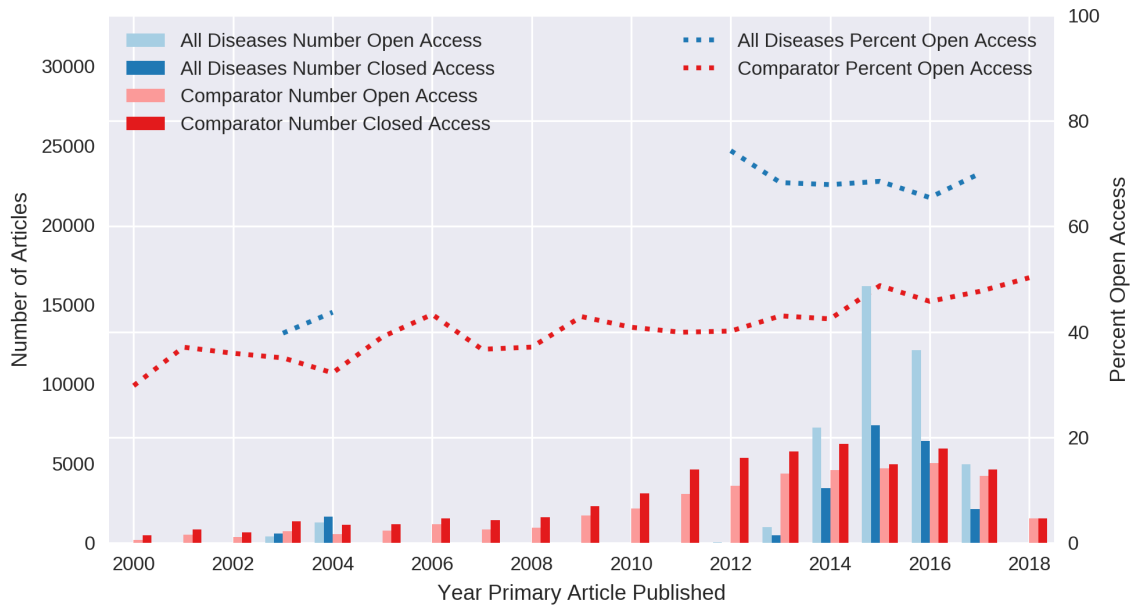 All Diseases Number Open Access
All Diseases Number Closed Access
Comparator Number Open Access
Comparator Number Closed Access
All Diseases Percent Open Access
Comparator Percent Open Access
Number of Articles
30000
25000
20000
15000
10000
5000
0
100
80
60
40
20
0
Percent Open Access
2000 2002 2004 2006 2008 2010 2012 2014 2016 2018
Year Primary Article Published